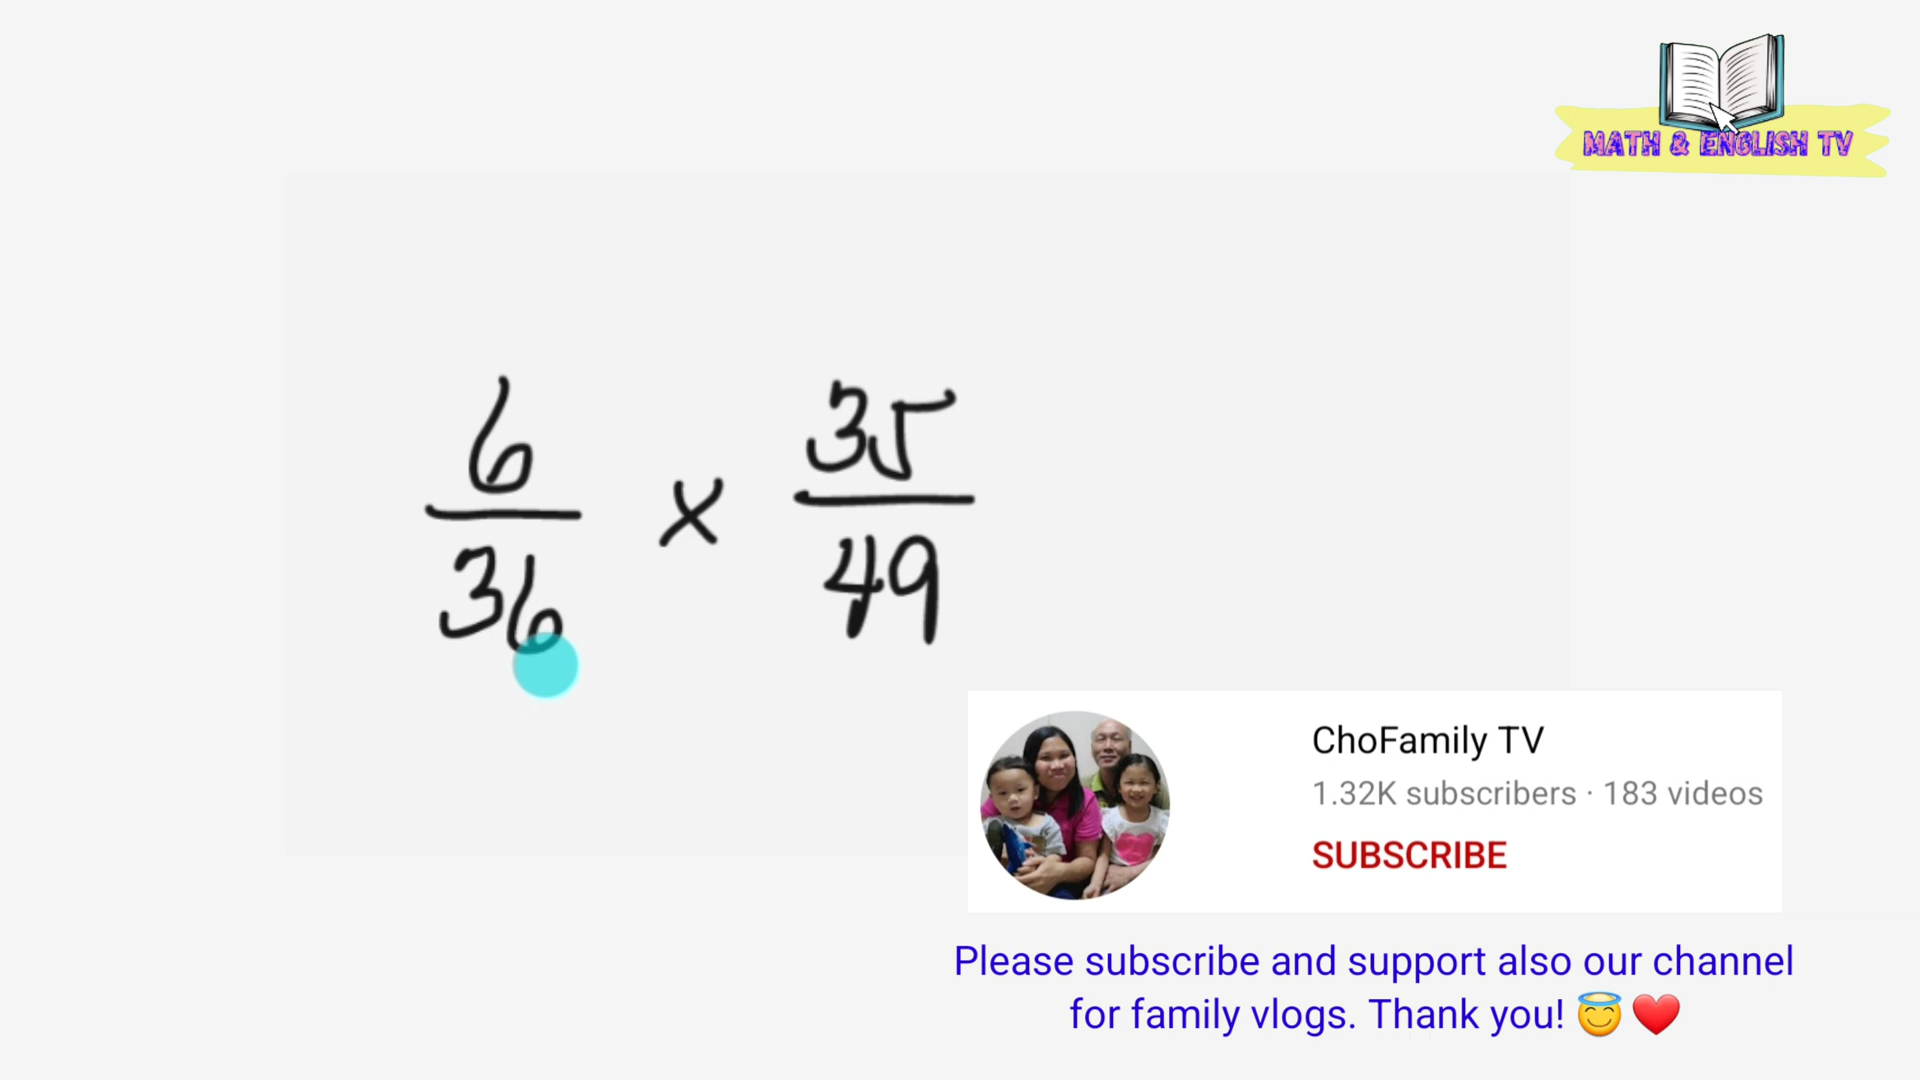 MATH & ENGLISH TV
6 35
— x —
36 49
ChoFamily TV
1.32K subscribers · 183 videos
SUBSCRIBE
Please subscribe and support also our channel
for family vlogs. Thank you! 😇 ❤️